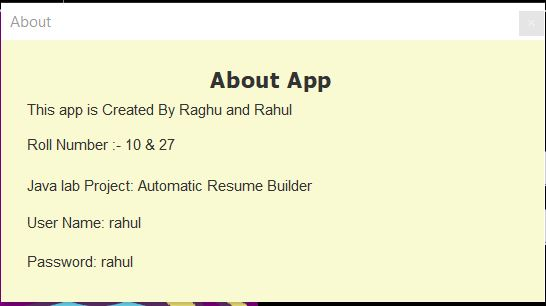 About
About App
This app is Created By Raghu and Rahul
Roll Number :- 10 & 27
Java lab Project: Automatic Resume Builder
User Name: rahul
Password: rahul